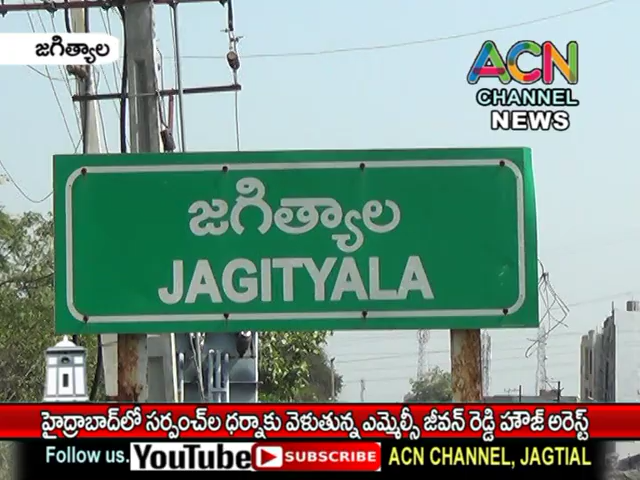 జగిత్యాల
ACN
CHANNEL
NEWS
జగిత్యాల
JAGITYALA
హైద్రాబాద్‌లో సర్పంచ్‌ల ధర్నాకు వెళుతున్న ఎమ్మెల్సీ జీవన్ రెడ్డి హౌజ్ అరెస్ట్
Follow us. YouTube SUBSCRIBE ACN CHANNEL, JAGTIAL